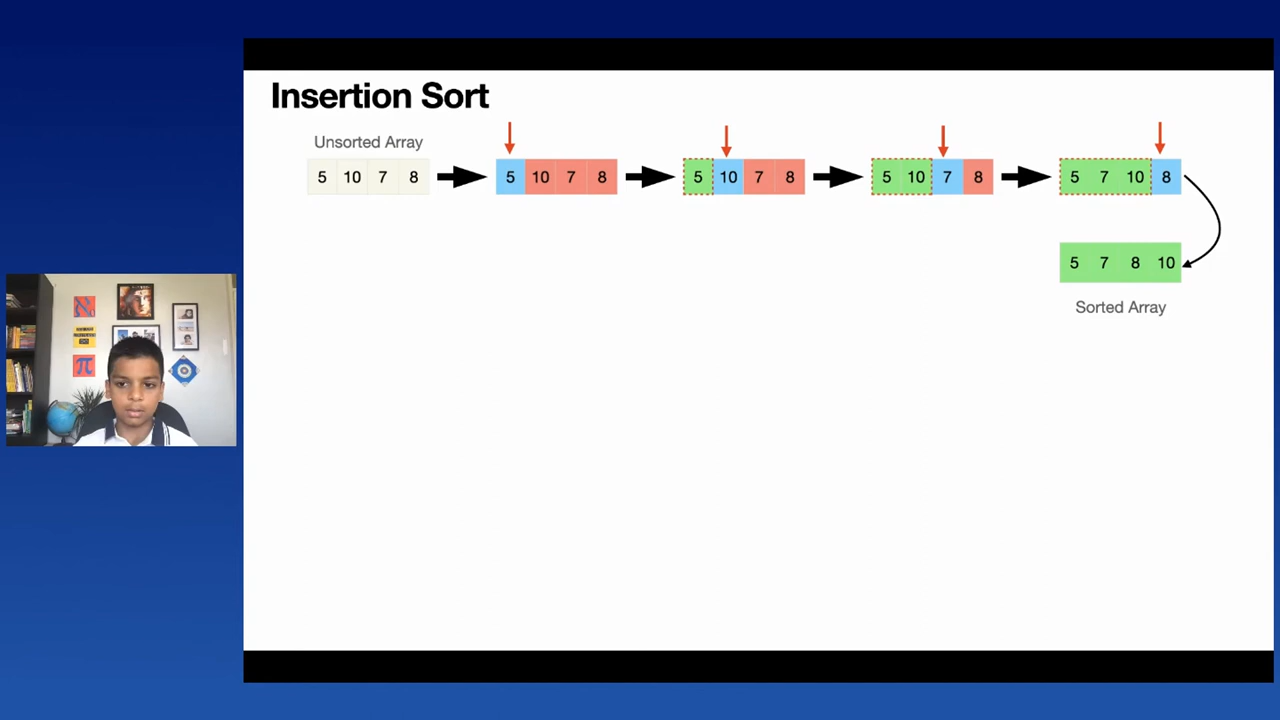 Insertion Sort
Unsorted Array
5 10 7 8
5 10 7 8
5 10 7 8
5 10 7 8
5 7 10 8
5 7 8 10
Sorted Array
π